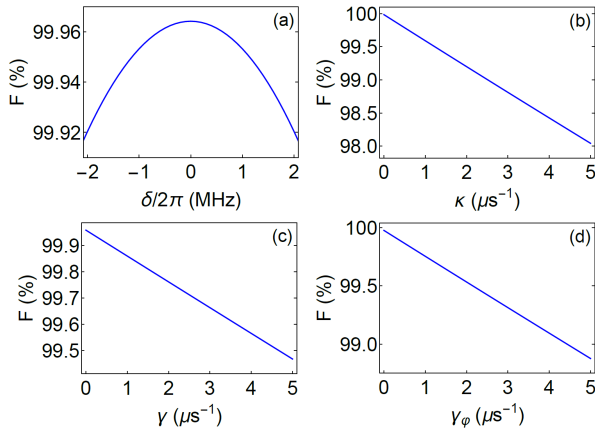 (a)
F (%)
99.96
99.94
99.92
−2 −1 0 1 2
δ/2π (MHz)
(b)
F (%)
100.0
99.5
99.0
98.5
98.0
0 1 2 3 4 5
κ (μs⁻¹)
(c)
F (%)
99.9
99.8
99.7
99.6
99.5
0 1 2 3 4 5
γ (μs⁻¹)
(d)
F (%)
100
99.5
99.0
0 1 2 3 4 5
γ_φ (μs⁻¹)